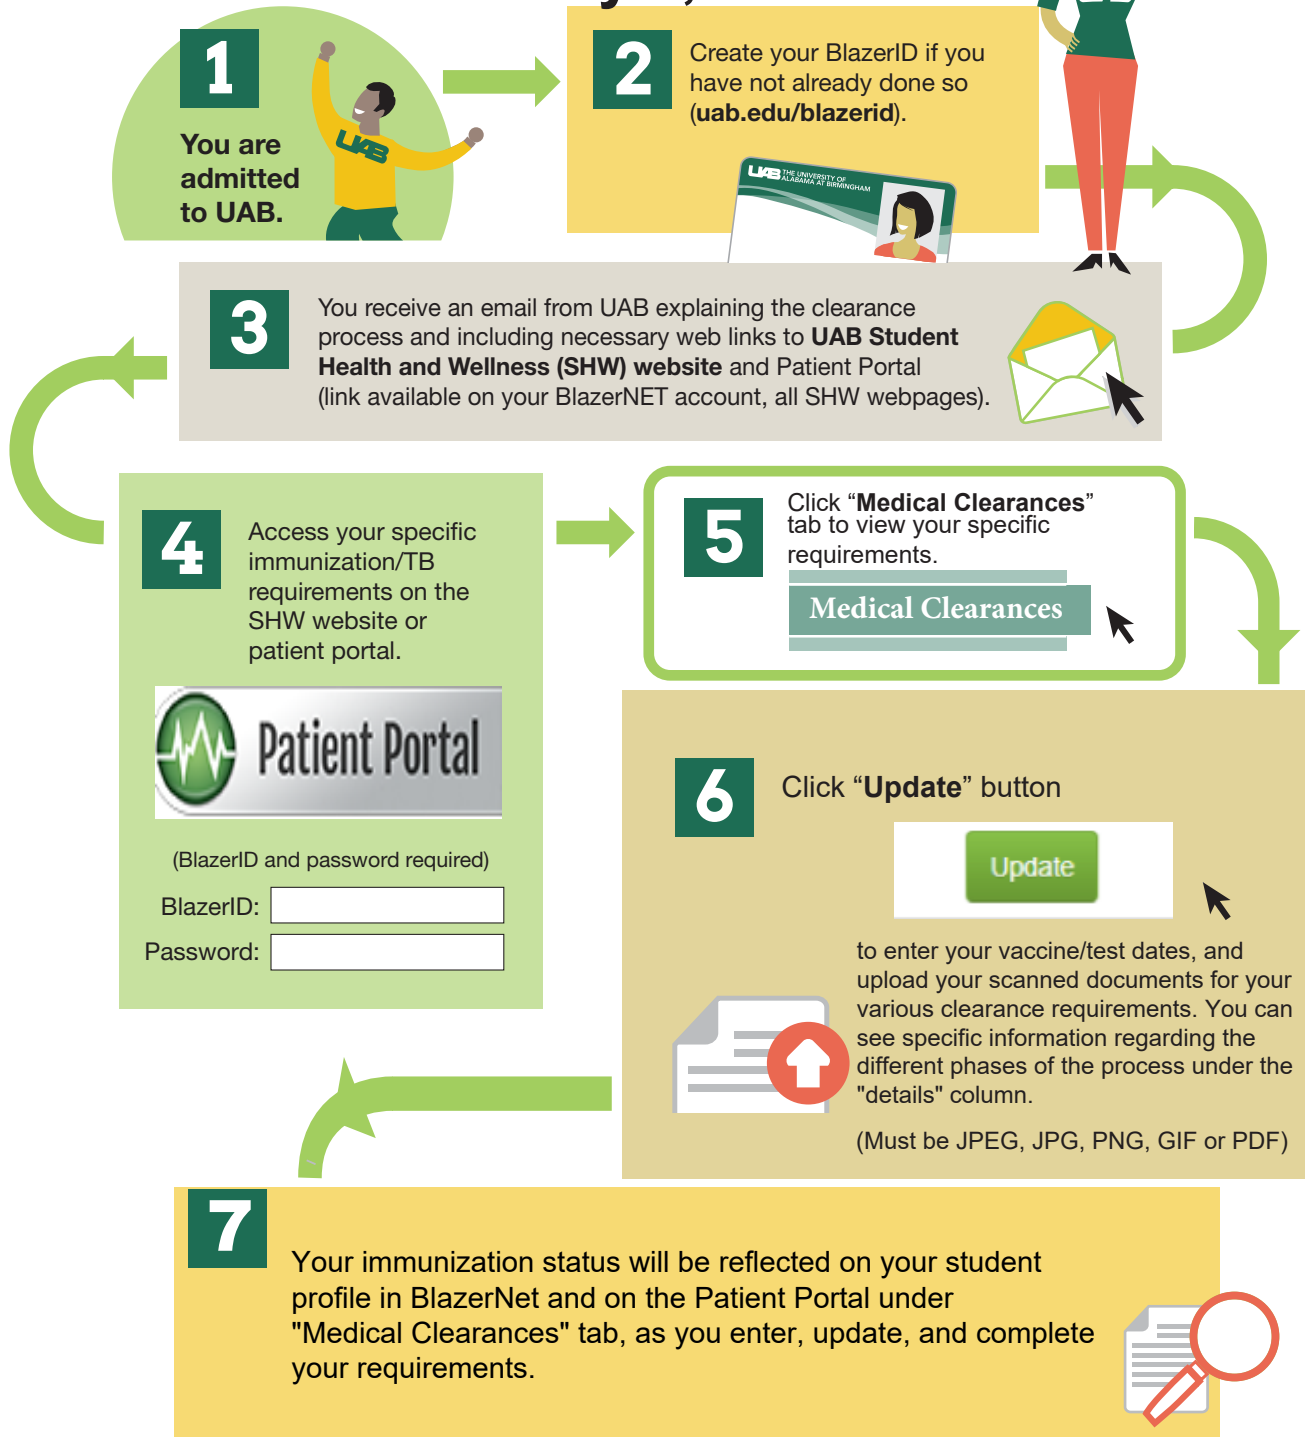 1
You are
admitted
to UAB.
UAB
2
Create your BlazerID if you
have not already done so
(uab.edu/blazerid).
UAB THE UNIVERSITY OF
ALABAMA AT BIRMINGHAM
3
You receive an email from UAB explaining the clearance
process and including necessary web links to UAB Student
Health and Wellness (SHW) website and Patient Portal
(link available on your BlazerNET account, all SHW webpages).
4
Access your specific
immunization/TB
requirements on the
SHW website or
patient portal.
Patient Portal
(BlazerID and password required)
BlazerID:
Password:
5
Click “Medical Clearances”
tab to view your specific
requirements.
Medical Clearances
6
Click “Update” button
Update
to enter your vaccine/test dates, and
upload your scanned documents for your
various clearance requirements. You can
see specific information regarding the
different phases of the process under the
"details" column.
(Must be JPEG, JPG, PNG, GIF or PDF)
7
Your immunization status will be reflected on your student
profile in BlazerNet and on the Patient Portal under
"Medical Clearances" tab, as you enter, update, and complete
your requirements.